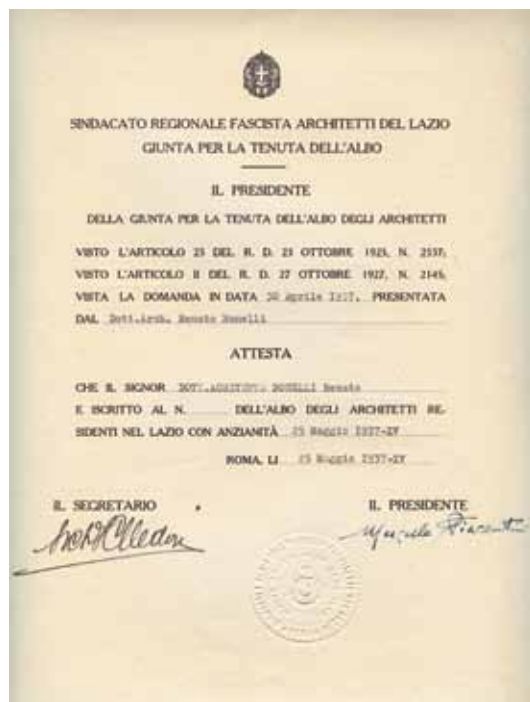 SINDACATO REGIONALE FASCISTA ARCHITETTI DEL LAZIO
GIUNTA PER LA TENUTA DELL'ALBO
IL PRESIDENTE
DELLA GIUNTA PER LA TENUTA DELL'ALBO DEGLI ARCHITETTI
VISTO L'ARTICOLO 23 DEL R. D. 23 OTTOBRE 1925, N. 2537;
VISTO L'ARTICOLO 8 DEL R. D. 27 OTTOBRE 1927, N. 2145;
VISTA LA DOMANDA IN DATA 30 Aprile 1937, PRESENTATA
DAL Dott.Arch. Renato Bonelli
ATTESTA
CHE IL SIGNOR DOTT.ARCHITETTO BONELLI Renato
E ISCRITTO AL N. DELL'ALBO DEGLI ARCHITETTI RE-
SIDENTI NEL LAZIO CON ANZIANITÀ 25 Maggio 1937-XV
ROMA, LI 25 Maggio 1937-XV
IL SEGRETARIO
IL PRESIDENTE
Marcello Piacentini